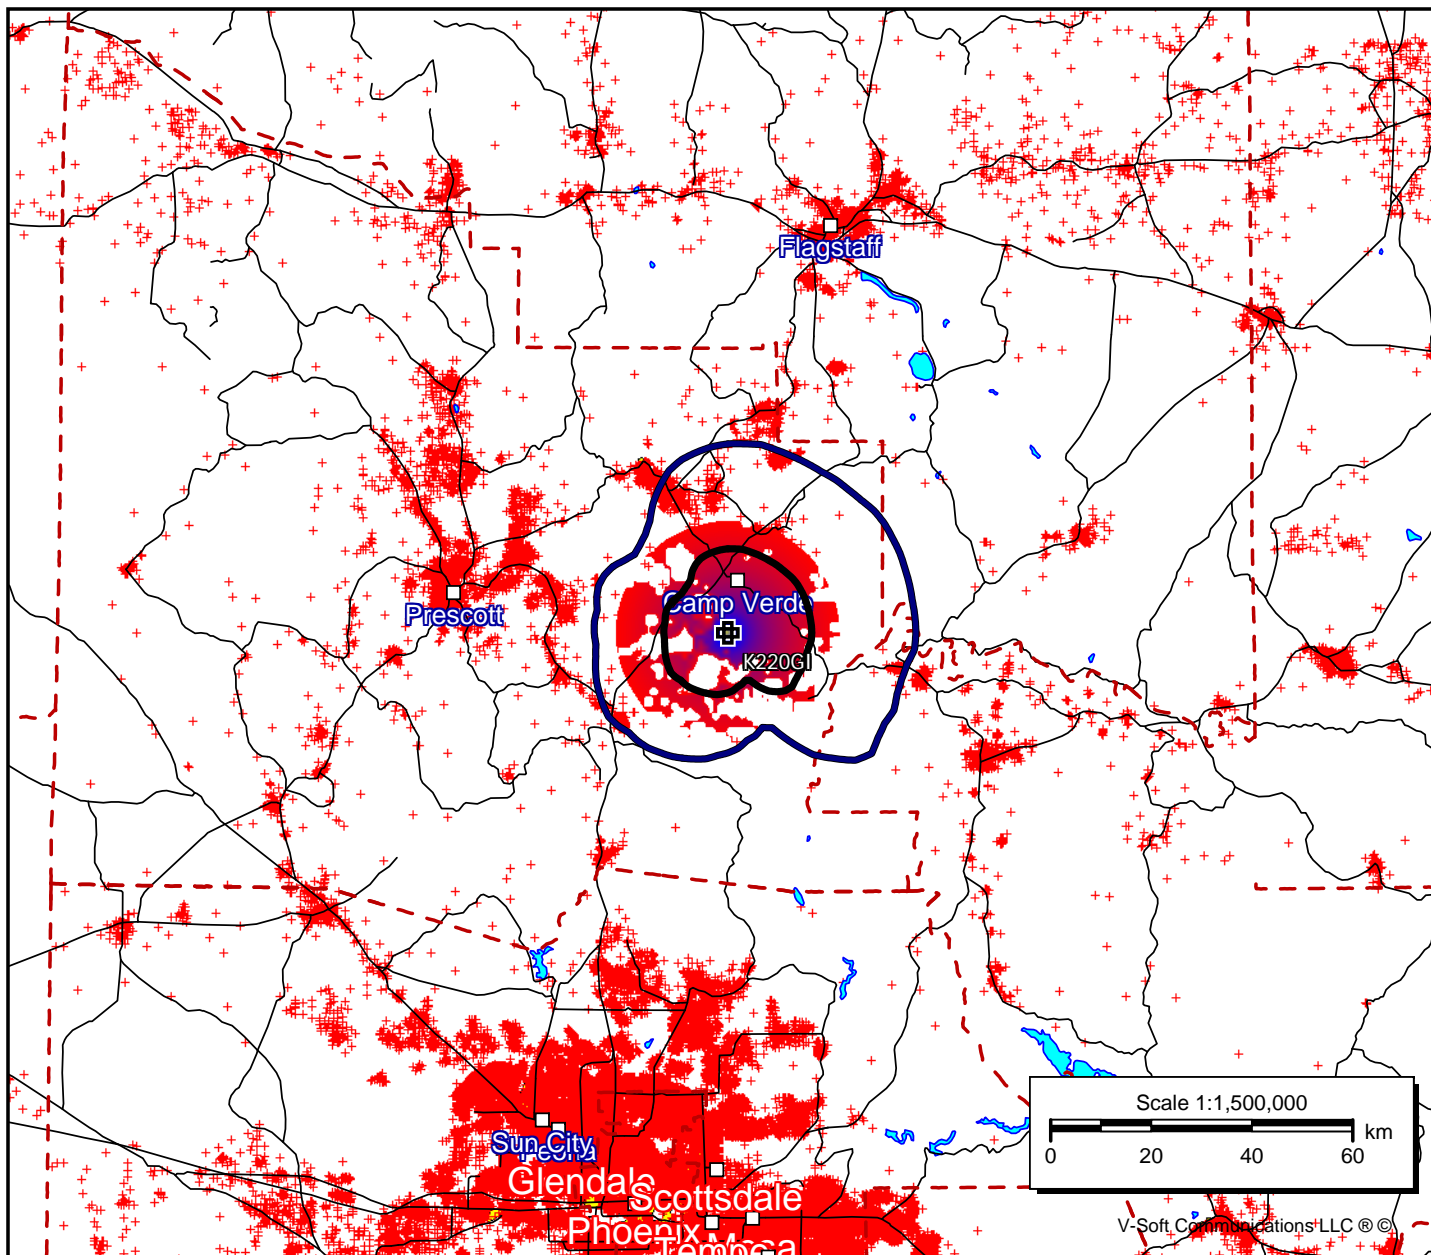 Flagstaff
Prescott
Camp Verde
K220GI
Scale 1:1,500,000
km
0 20 40 60
Sun City
Glendale
Scottsdale
Phoenix
V-Soft Communications LLC ® ©